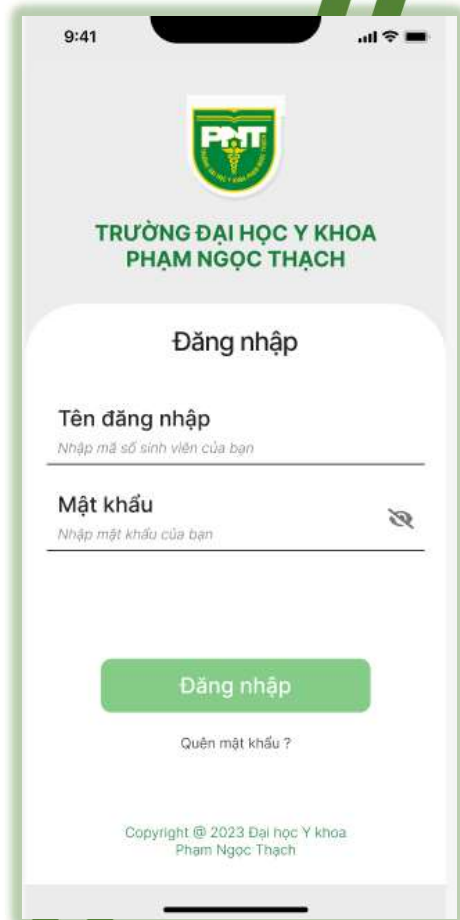 9:41
PNT
TRƯỜNG ĐẠI HỌC Y KHOA
PHẠM NGỌC THẠCH
Đăng nhập
Tên đăng nhập
Nhập mã số sinh viên của bạn
Mật khẩu
Nhập mật khẩu của bạn
Đăng nhập
Quên mật khẩu ?
Copyright @ 2023 Đại học Y khoa
Phạm Ngọc Thạch